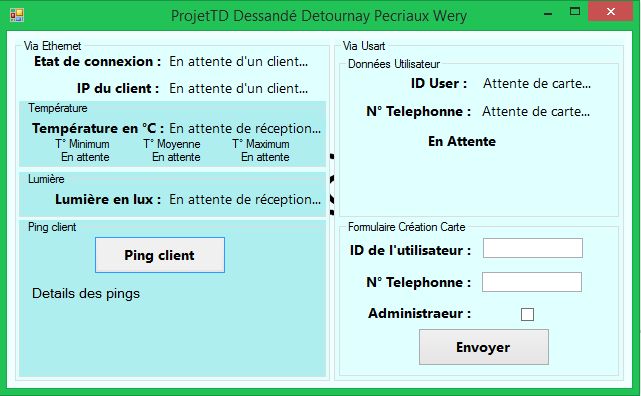 ProjetTD Dessandé Detournay Pecriaux Wery
Via Ethernet
Etat de connexion : En attente d'un client...
IP du client : En attente d'un client...
Température
Température en °C : En attente de réception...
T° Minimum T° Moyenne T° Maximum
En attente En attente En attente
Lumière
Lumière en lux : En attente de réception...
Ping client
Ping client
Details des pings
Via Usart
Données Utilisateur
ID User : Attente de carte...
N° Telephonne : Attente de carte...
En Attente
Formulaire Création Carte
ID de l'utilisateur :
N° Telephonne :
Administraeur :
Envoyer